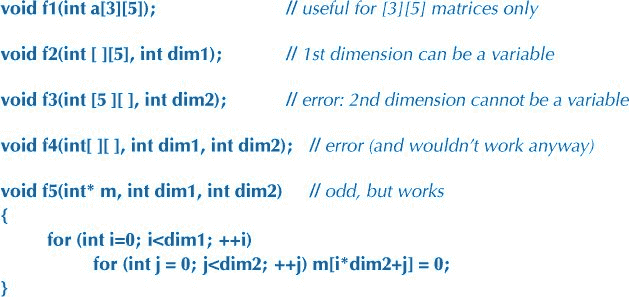 void f1(int a[3][5]); // useful for [3][5] matrices only
void f2(int [ ][5], int dim1); // 1st dimension can be a variable
void f3(int [5 ][ ], int dim2); // error: 2nd dimension cannot be a variable
void f4(int[ ][ ], int dim1, int dim2); // error (and wouldn’t work anyway)
void f5(int* m, int dim1, int dim2) // odd, but works
{
for (int i=0; i<dim1; ++i)
for (int j = 0; j<dim2; ++j) m[i*dim2+j] = 0;
}